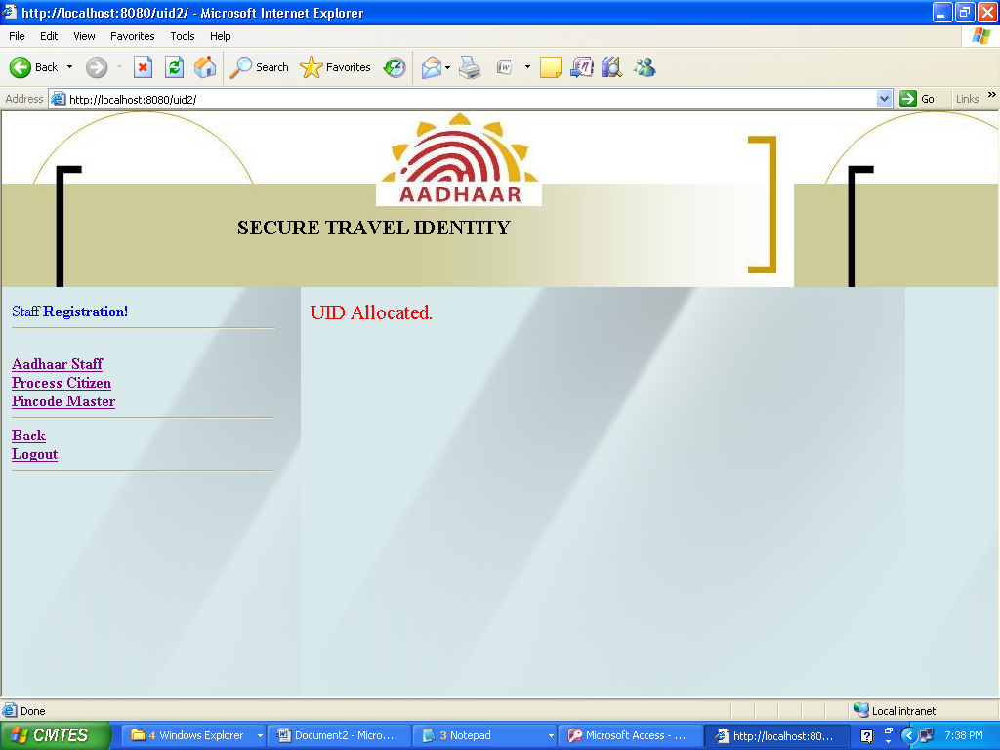 http://localhost:8080/uid2/ - Microsoft Internet Explorer
File Edit View Favorites Tools Help
Back Search Favorites W
Address http://localhost:8080/uid2/ Go Links »
AADHAAR
SECURE TRAVEL IDENTITY
Staff Registration!
UID Allocated.
Aadhaar Staff
Process Citizen
Pincode Master
Back
Logout
Done Local intranet
CMTES 4 Windows Explorer Document2 - Micro... 3 Notepad Microsoft Access - ... http://localhost:80... ? 7:38 PM